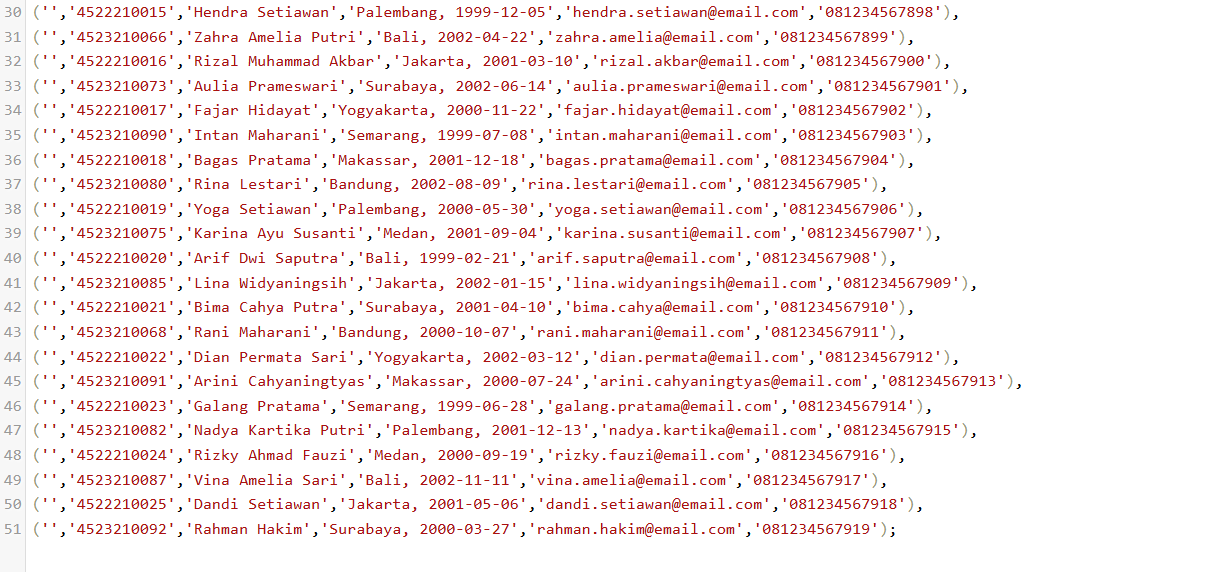 30 ('','4522210015','Hendra Setiawan','Palembang, 1999-12-05','hendra.setiawan@email.com','081234567898'),
31 ('','4523210066','Zahra Amelia Putri','Bali, 2002-04-22','zahra.amelia@email.com','081234567899'),
32 ('','4522210016','Rizal Muhammad Akbar','Jakarta, 2001-03-10','rizal.akbar@email.com','081234567900'),
33 ('','4523210073','Aulia Prameswari','Surabaya, 2002-06-14','aulia.prameswari@email.com','081234567901'),
34 ('','4522210017','Fajar Hidayat','Yogyakarta, 2000-11-22','fajar.hidayat@email.com','081234567902'),
35 ('','4523210090','Intan Maharani','Semarang, 1999-07-08','intan.maharani@email.com','081234567903'),
36 ('','4522210018','Bagas Pratama','Makassar, 2001-12-18','bagas.pratama@email.com','081234567904'),
37 ('','4523210080','Rina Lestari','Bandung, 2002-08-09','rina.lestari@email.com','081234567905'),
38 ('','4522210019','Yoga Setiawan','Palembang, 2000-05-30','yoga.setiawan@email.com','081234567906'),
39 ('','4523210075','Karina Ayu Susanti','Medan, 2001-09-04','karina.susanti@email.com','081234567907'),
40 ('','4522210020','Arif Dwi Saputra','Bali, 1999-02-21','arif.saputra@email.com','081234567908'),
41 ('','4523210085','Lina Widyaningsih','Jakarta, 2002-01-15','lina.widyaningsih@email.com','081234567909'),
42 ('','4522210021','Bima Cahya Putra','Surabaya, 2001-04-10','bima.cahya@email.com','081234567910'),
43 ('','4523210068','Rani Maharani','Bandung, 2000-10-07','rani.maharani@email.com','081234567911'),
44 ('','4522210022','Dian Permata Sari','Yogyakarta, 2002-03-12','dian.permata@email.com','081234567912'),
45 ('','4523210091','Arini Cahyaningtyas','Makassar, 2000-07-24','arini.cahyaningtyas@email.com','081234567913'),
46 ('','4522210023','Galang Pratama','Semarang, 1999-06-28','galang.pratama@email.com','081234567914'),
47 ('','4523210082','Nadya Kartika Putri','Palembang, 2001-12-13','nadya.kartika@email.com','081234567915'),
48 ('','4522210024','Rizky Ahmad Fauzi','Medan, 2000-09-19','rizky.fauzi@email.com','081234567916'),
49 ('','4523210087','Vina Amelia Sari','Bali, 2002-11-11','vina.amelia@email.com','081234567917'),
50 ('','4522210025','Dandi Setiawan','Jakarta, 2001-05-06','dandi.setiawan@email.com','081234567918'),
51 ('','4523210092','Rahman Hakim','Surabaya, 2000-03-27','rahman.hakim@email.com','081234567919');